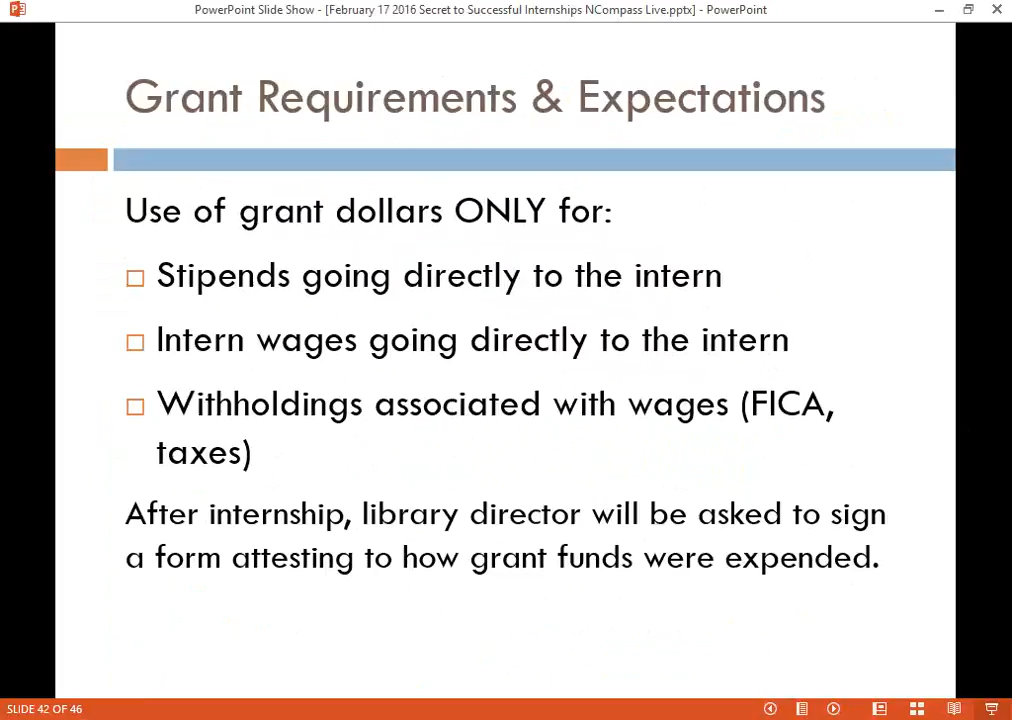 PowerPoint Slide Show - [February 17 2016 Secret to Successful Internships NCompass Live.pptx] - PowerPoint
Grant Requirements & Expectations
Use of grant dollars ONLY for:
Stipends going directly to the intern
Intern wages going directly to the intern
Withholdings associated with wages (FICA,
taxes)
After internship, library director will be asked to sign
a form attesting to how grant funds were expended.
SLIDE 42 OF 46